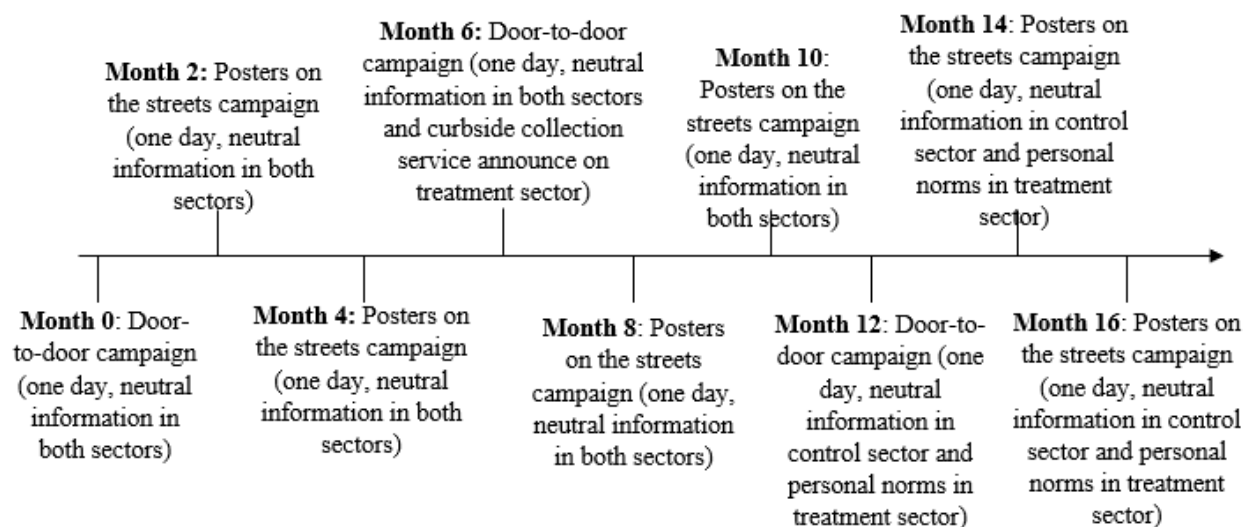 Month 2: Posters on
the streets campaign
(one day, neutral
information in both
sectors)
Month 6: Door-to-door
campaign (one day, neutral
information in both sectors
and curbside collection
service announce on
treatment sector)
Month 10:
Posters on the
streets campaign
(one day, neutral
information in
both sectors)
Month 14: Posters on
the streets campaign
(one day, neutral
information in control
sector and personal
norms in treatment
sector)
Month 0: Door-
to-door campaign
(one day, neutral
information in
both sectors)
Month 4: Posters on
the streets campaign
(one day, neutral
information in both
sectors)
Month 8: Posters
on the streets
campaign (one day,
neutral information
in both sectors)
Month 12: Door-to-
door campaign (one
day, neutral
information in
control sector and
personal norms in
treatment sector)
Month 16: Posters on
the streets campaign
(one day, neutral
information in control
sector and personal
norms in treatment
sector)